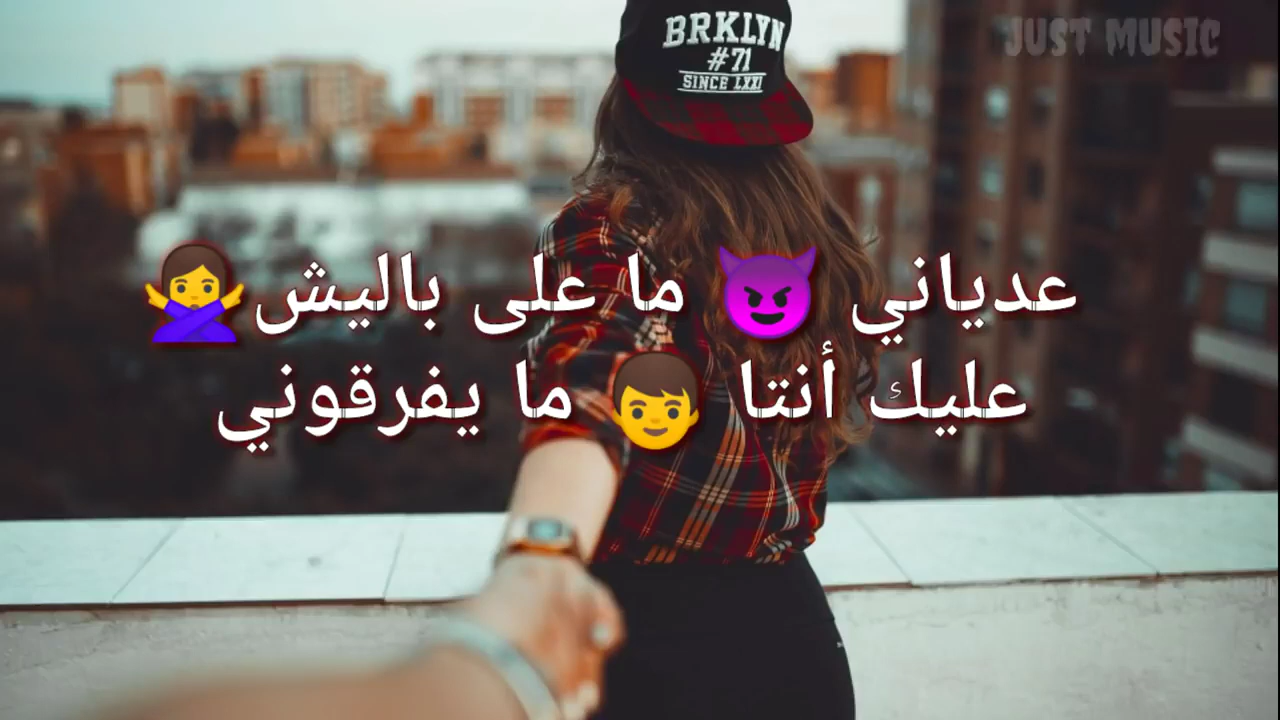 JUST MUSIC
BRKLYN
#71
SINCE LXXI
عدياني 😈 ما على باليش🙅
عليك أنتا 👦 ما يفرقوني